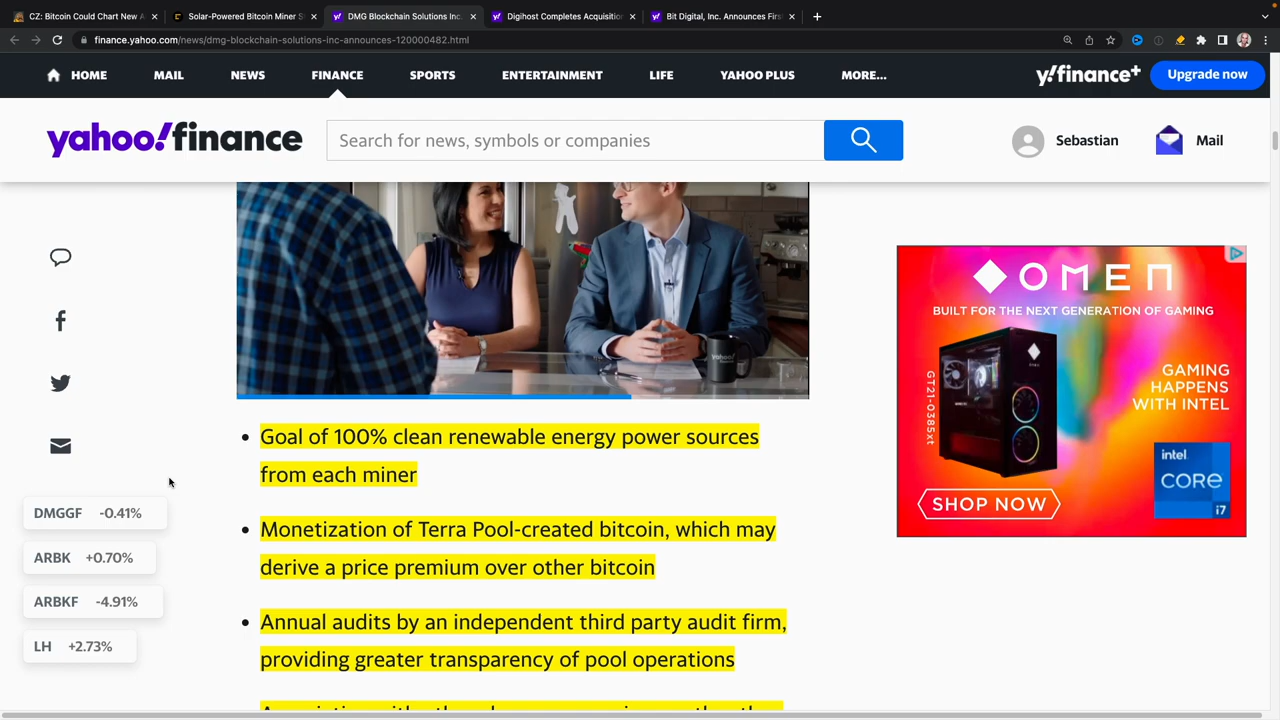 CZ: Bitcoin Could Chart New A
Solar-Powered Bitcoin Miner S
DMG Blockchain Solutions Inc.
Digihost Completes Acquisition
Bit Digital, Inc. Announces Firs
finance.yahoo.com/news/dmg-blockchain-solutions-inc-announces-120000482.html
HOME MAIL NEWS FINANCE SPORTS ENTERTAINMENT LIFE YAHOO PLUS MORE... y!finance+ Upgrade now
yahoo!finance Search for news, symbols or companies Sebastian Mail
yahoo!
Goal of 100% clean renewable energy power sources
from each miner
Monetization of Terra Pool-created bitcoin, which may
derive a price premium over other bitcoin
Annual audits by an independent third party audit firm,
providing greater transparency of pool operations
DMGGF -0.41%
ARBK +0.70%
ARBKF -4.91%
LH +2.73%
OMEN
BUILT FOR THE NEXT GENERATION OF GAMING
GAMING
HAPPENS
WITH INTEL
GT21-0385xt
intel
CORE
i7
SHOP NOW